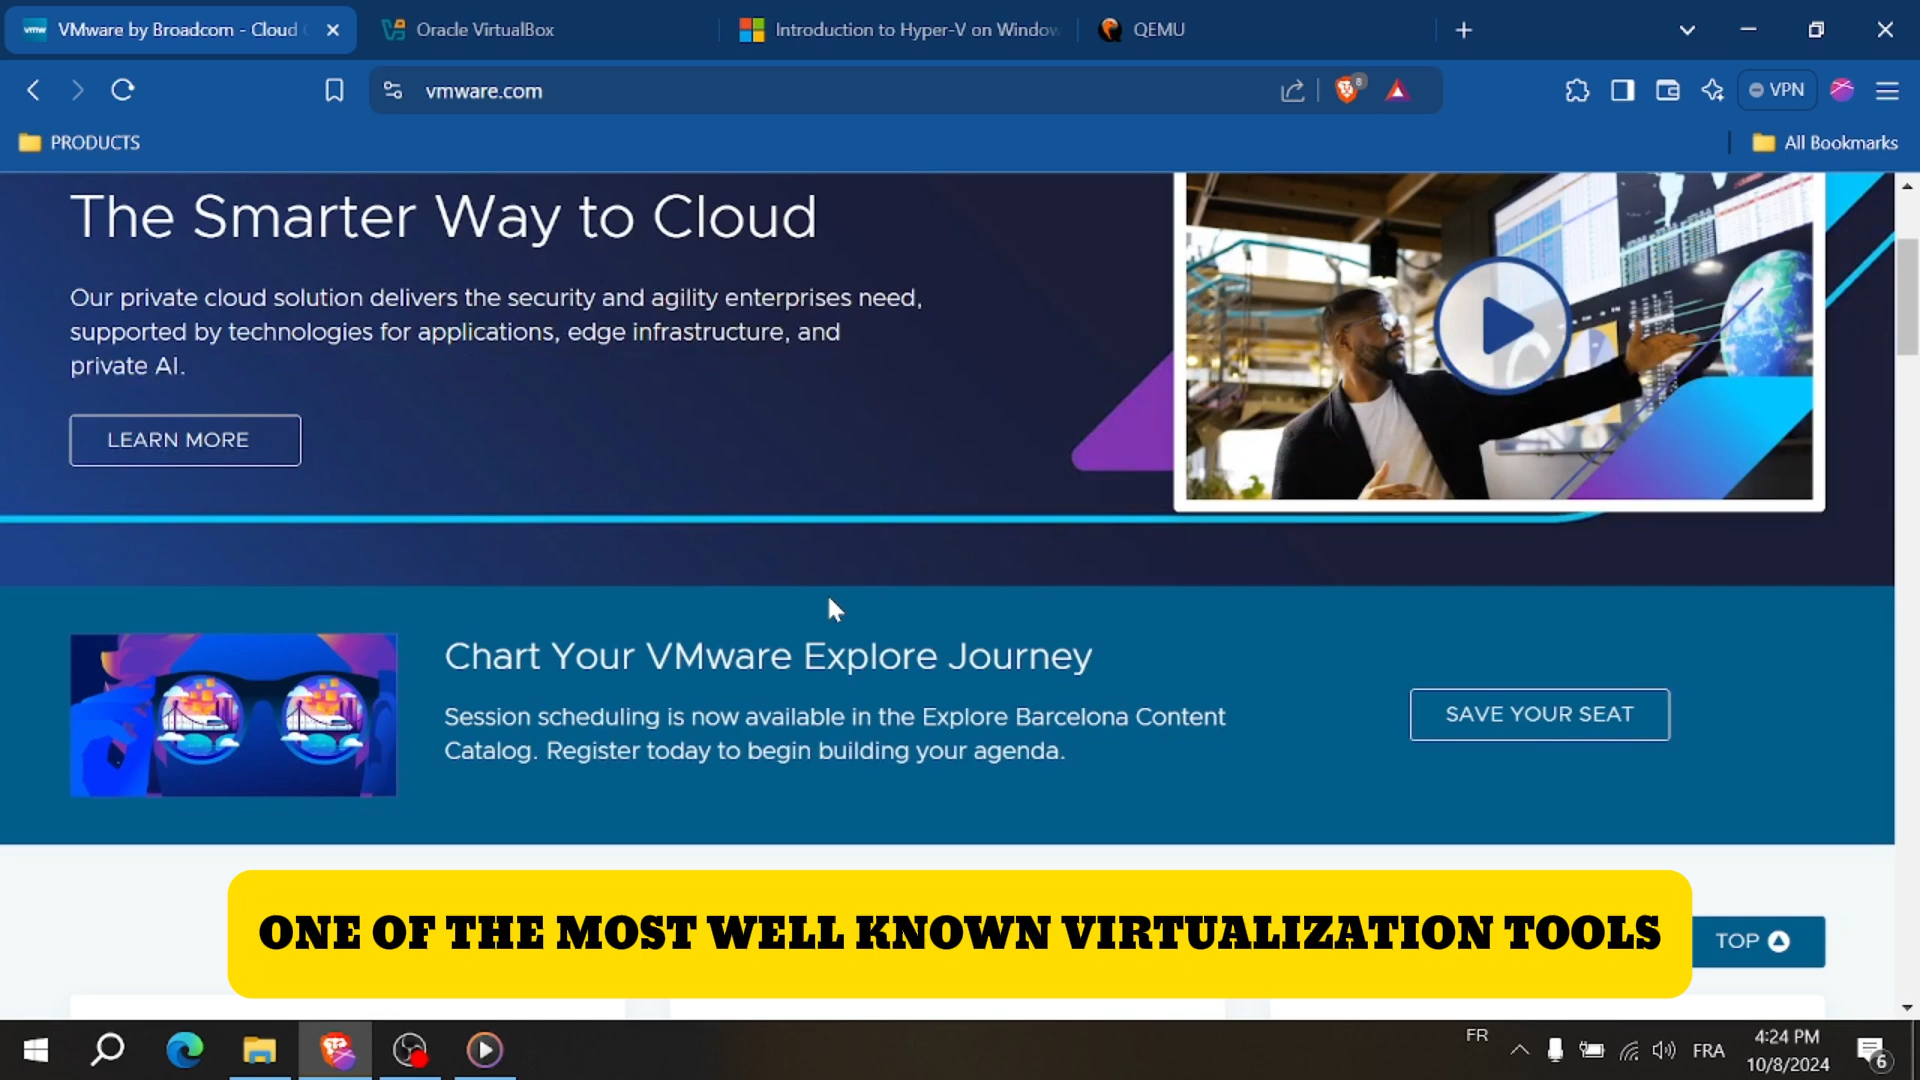 vmw VMware by Broadcom - Cloud
Oracle VirtualBox
Introduction to Hyper-V on Window
QEMU
vmware.com
8
VPN
PRODUCTS
All Bookmarks
The Smarter Way to Cloud
Our private cloud solution delivers the security and agility enterprises need,
supported by technologies for applications, edge infrastructure, and
private AI.
LEARN MORE
Chart Your VMware Explore Journey
Session scheduling is now available in the Explore Barcelona Content
Catalog. Register today to begin building your agenda.
SAVE YOUR SEAT
ONE OF THE MOST WELL KNOWN VIRTUALIZATION TOOLS
TOP
FR
FRA
4:24 PM
10/8/2024
6